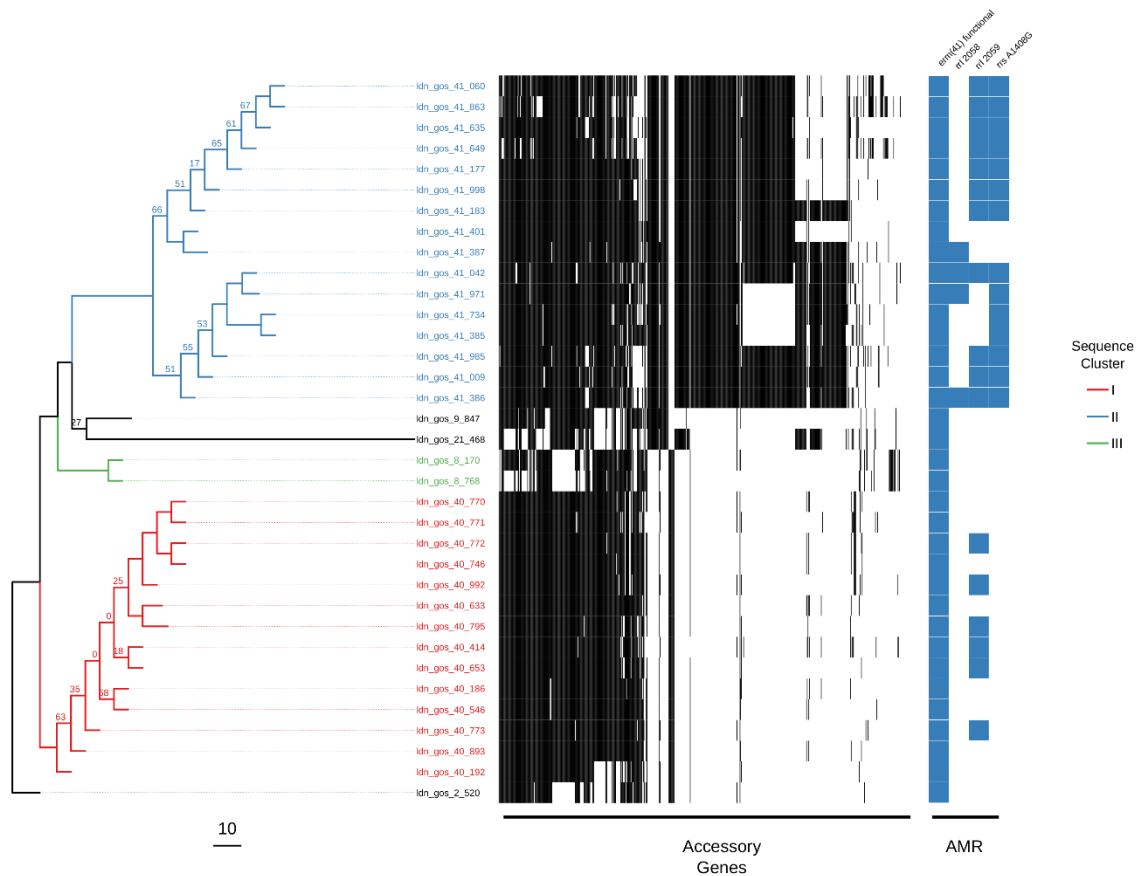 erm(41) functional
rrl 2058
rrl 2059
rrs A1408G
ldn_gos_41_060
67
ldn_gos_41_863
61
ldn_gos_41_635
65
ldn_gos_41_649
17
ldn_gos_41_177
51
ldn_gos_41_998
66
ldn_gos_41_183
ldn_gos_41_401
ldn_gos_41_387
ldn_gos_41_042
ldn_gos_41_971
ldn_gos_41_734
53
ldn_gos_41_385
55
ldn_gos_41_985
51
ldn_gos_41_009
ldn_gos_41_386
27
ldn_gos_9_847
ldn_gos_21_468
ldn_gos_8_170
ldn_gos_8_768
ldn_gos_40_770
ldn_gos_40_771
ldn_gos_40_772
ldn_gos_40_746
25
ldn_gos_40_992
0
ldn_gos_40_633
ldn_gos_40_795
18
ldn_gos_40_414
0
ldn_gos_40_653
35
58
ldn_gos_40_186
ldn_gos_40_546
63
ldn_gos_40_773
ldn_gos_40_893
ldn_gos_40_192
ldn_gos_2_520
Sequence
Cluster
I
II
III
10
Accessory
Genes
AMR